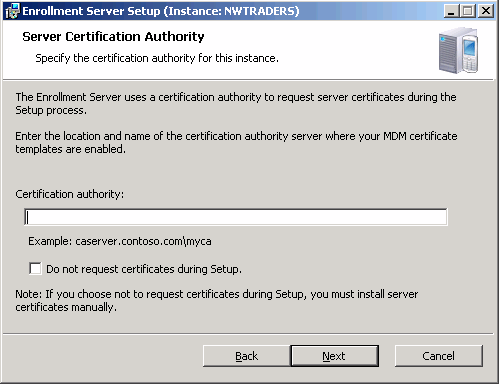 Enrollment Server Setup (Instance: NWTRADERS)
Server Certification Authority
Specify the certification authority for this instance.
The Enrollment Server uses a certification authority to request server certificates during the
Setup process.
Enter the location and name of the certification authority server where your MDM certificate
templates are enabled.
Certification authority:
Example: caserver.contoso.com\myca
Do not request certificates during Setup.
Note: If you choose not to request certificates during Setup, you must install server
certificates manually.
Back Next Cancel